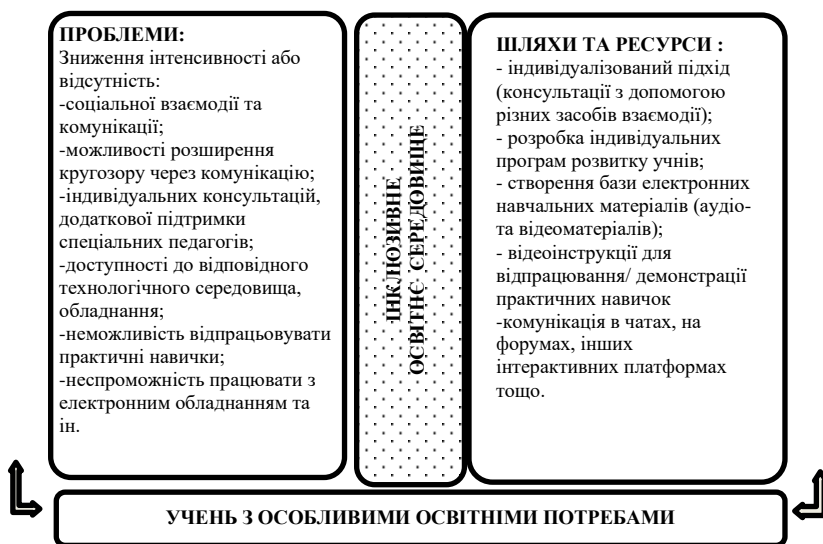 ПРОБЛЕМИ:
Зниження інтенсивності або
відсутність:
-соціальної взаємодії та
комунікації;
-можливості розширення
кругозору через комунікацію;
-індивідуальних консультацій,
додаткової підтримки
спеціальних педагогів;
-доступності до відповідного
технологічного середовища,
обладнання;
-неможливість відпрацьовувати
практичні навички;
-неспроможність працювати з
електронним обладнанням та
ін.
ІНКЛЮЗИВНЕ
ОСВІТНЄ СЕРЕДОВИЩЕ
ШЛЯХИ ТА РЕСУРСИ :
- індивідуалізований підхід
(консультації з допомогою
різних засобів взаємодії);
- розробка індивідуальних
програм розвитку учнів;
- створення бази електронних
навчальних матеріалів (аудіо-
та відеоматеріалів);
- відеоінструкції для
відпрацювання/ демонстрації
практичних навичок
-комунікація в чатах, на
форумах, інших
інтерактивних платформах
тощо.
УЧЕНЬ З ОСОБЛИВИМИ ОСВІТНІМИ ПОТРЕБАМИ